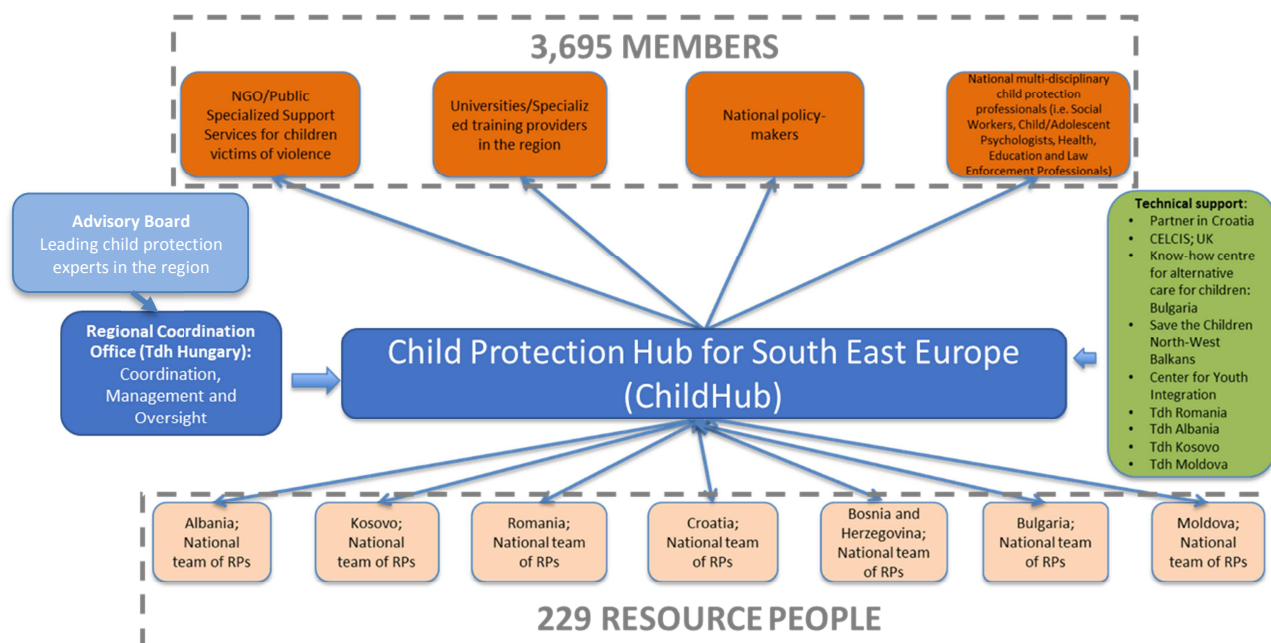 3,695 MEMBERS
NGO/Public
Specialized Support
Services for children
victims of violence
Universities/Specializ
ed training providers
in the region
National policy-
makers
National multi-disciplinary
child protection
professionals (i.e. Social
Workers, Child/Adolescent
Psychologists, Health,
Education and Law
Enforcement Professionals)
Advisory Board
Leading child protection
experts in the region
Regional Coordination
Office (Tdh Hungary):
Coordination,
Management and
Oversight
Child Protection Hub for South East Europe
(ChildHub)
Technical support:
• Partner in Croatia
• CELCIS; UK
• Know-how centre
for alternative
care for children:
Bulgaria
• Save the Children
North-West
Balkans
• Center for Youth
Integration
• Tdh Romania
• Tdh Albania
• Tdh Kosovo
• Tdh Moldova
Albania;
National
team of RPs
Kosovo;
National
team of RPs
Romania;
National
team of RPs
Croatia;
National team of
RPs
Bosnia and
Herzegovina;
National team
of RPs
Bulgaria;
National team of
RPs
Moldova;
National
team of RPs
229 RESOURCE PEOPLE